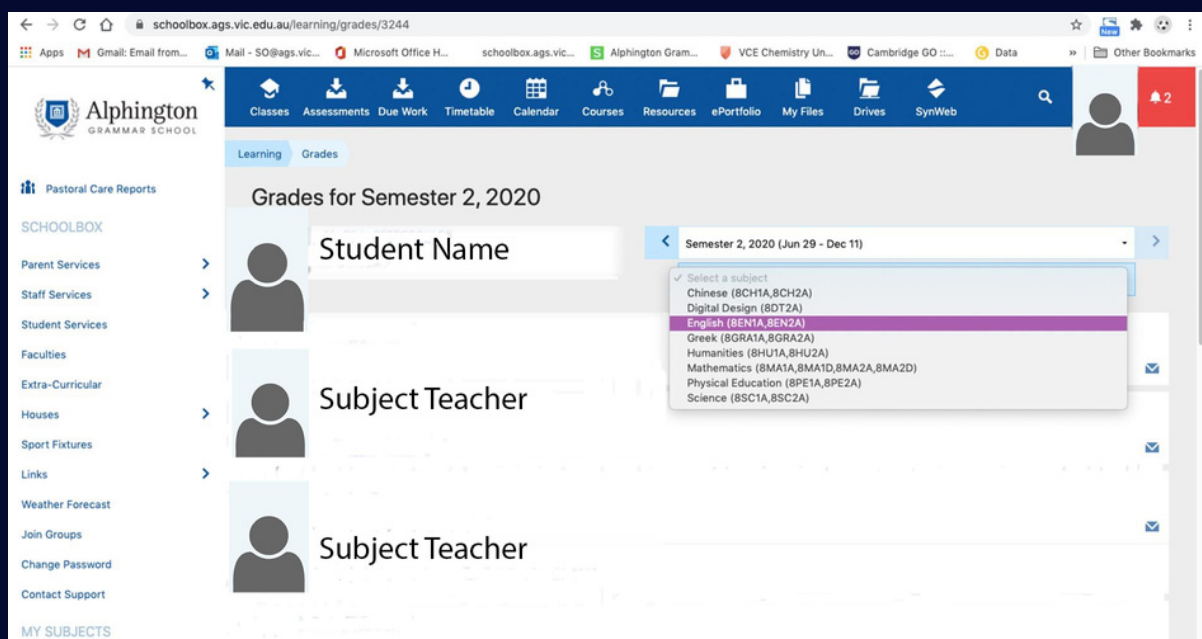 schoolbox.ags.vic.edu.au/learning/grades/3244
New
Apps Gmail: Email from... Mail - SO@ags.vic... Microsoft Office H... schoolbox.ags.vic... Alphington Gram... VCE Chemistry Un... Cambridge GO ::... Data » Other Bookmarks
Alphington
GRAMMAR SCHOOL
Classes Assessments Due Work Timetable Calendar Courses Resources ePortfolio My Files Drives SynWeb
2
Learning Grades
Pastoral Care Reports
SCHOOLBOX
Parent Services
Staff Services
Student Services
Faculties
Extra-Curricular
Houses
Sport Fixtures
Links
Weather Forecast
Join Groups
Change Password
Contact Support
MY SUBJECTS
Grades for Semester 2, 2020
Student Name
Semester 2, 2020 (Jun 29 - Dec 11)
✓ Select a subject
Chinese (8CH1A,8CH2A)
Digital Design (8DT2A)
English (8EN1A,8EN2A)
Greek (8GRA1A,8GRA2A)
Humanities (8HU1A,8HU2A)
Mathematics (8MA1A,8MA1D,8MA2A,8MA2D)
Physical Education (8PE1A,8PE2A)
Science (8SC1A,8SC2A)
Subject Teacher
Subject Teacher